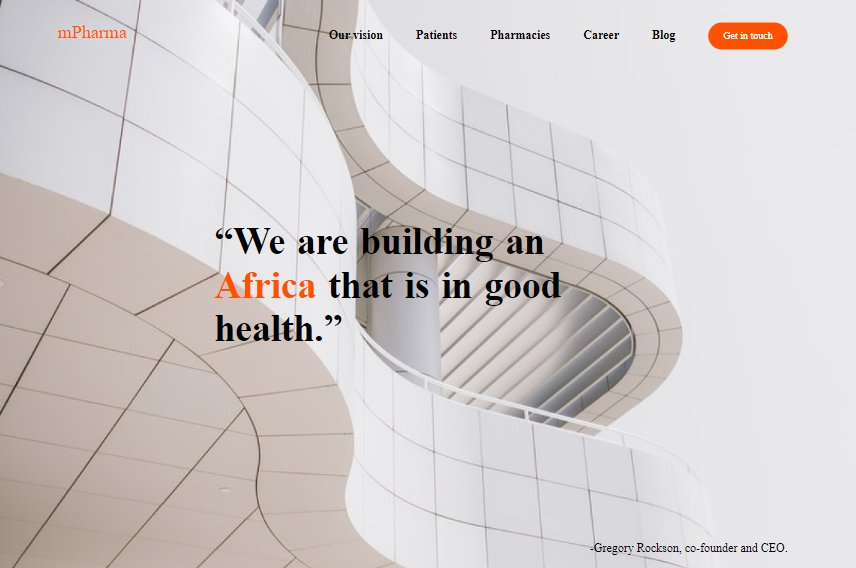 mPharma
Our vision Patients Pharmacies Career Blog Get in touch
“We are building an
Africa that is in good
health.”
-Gregory Rockson, co-founder and CEO.